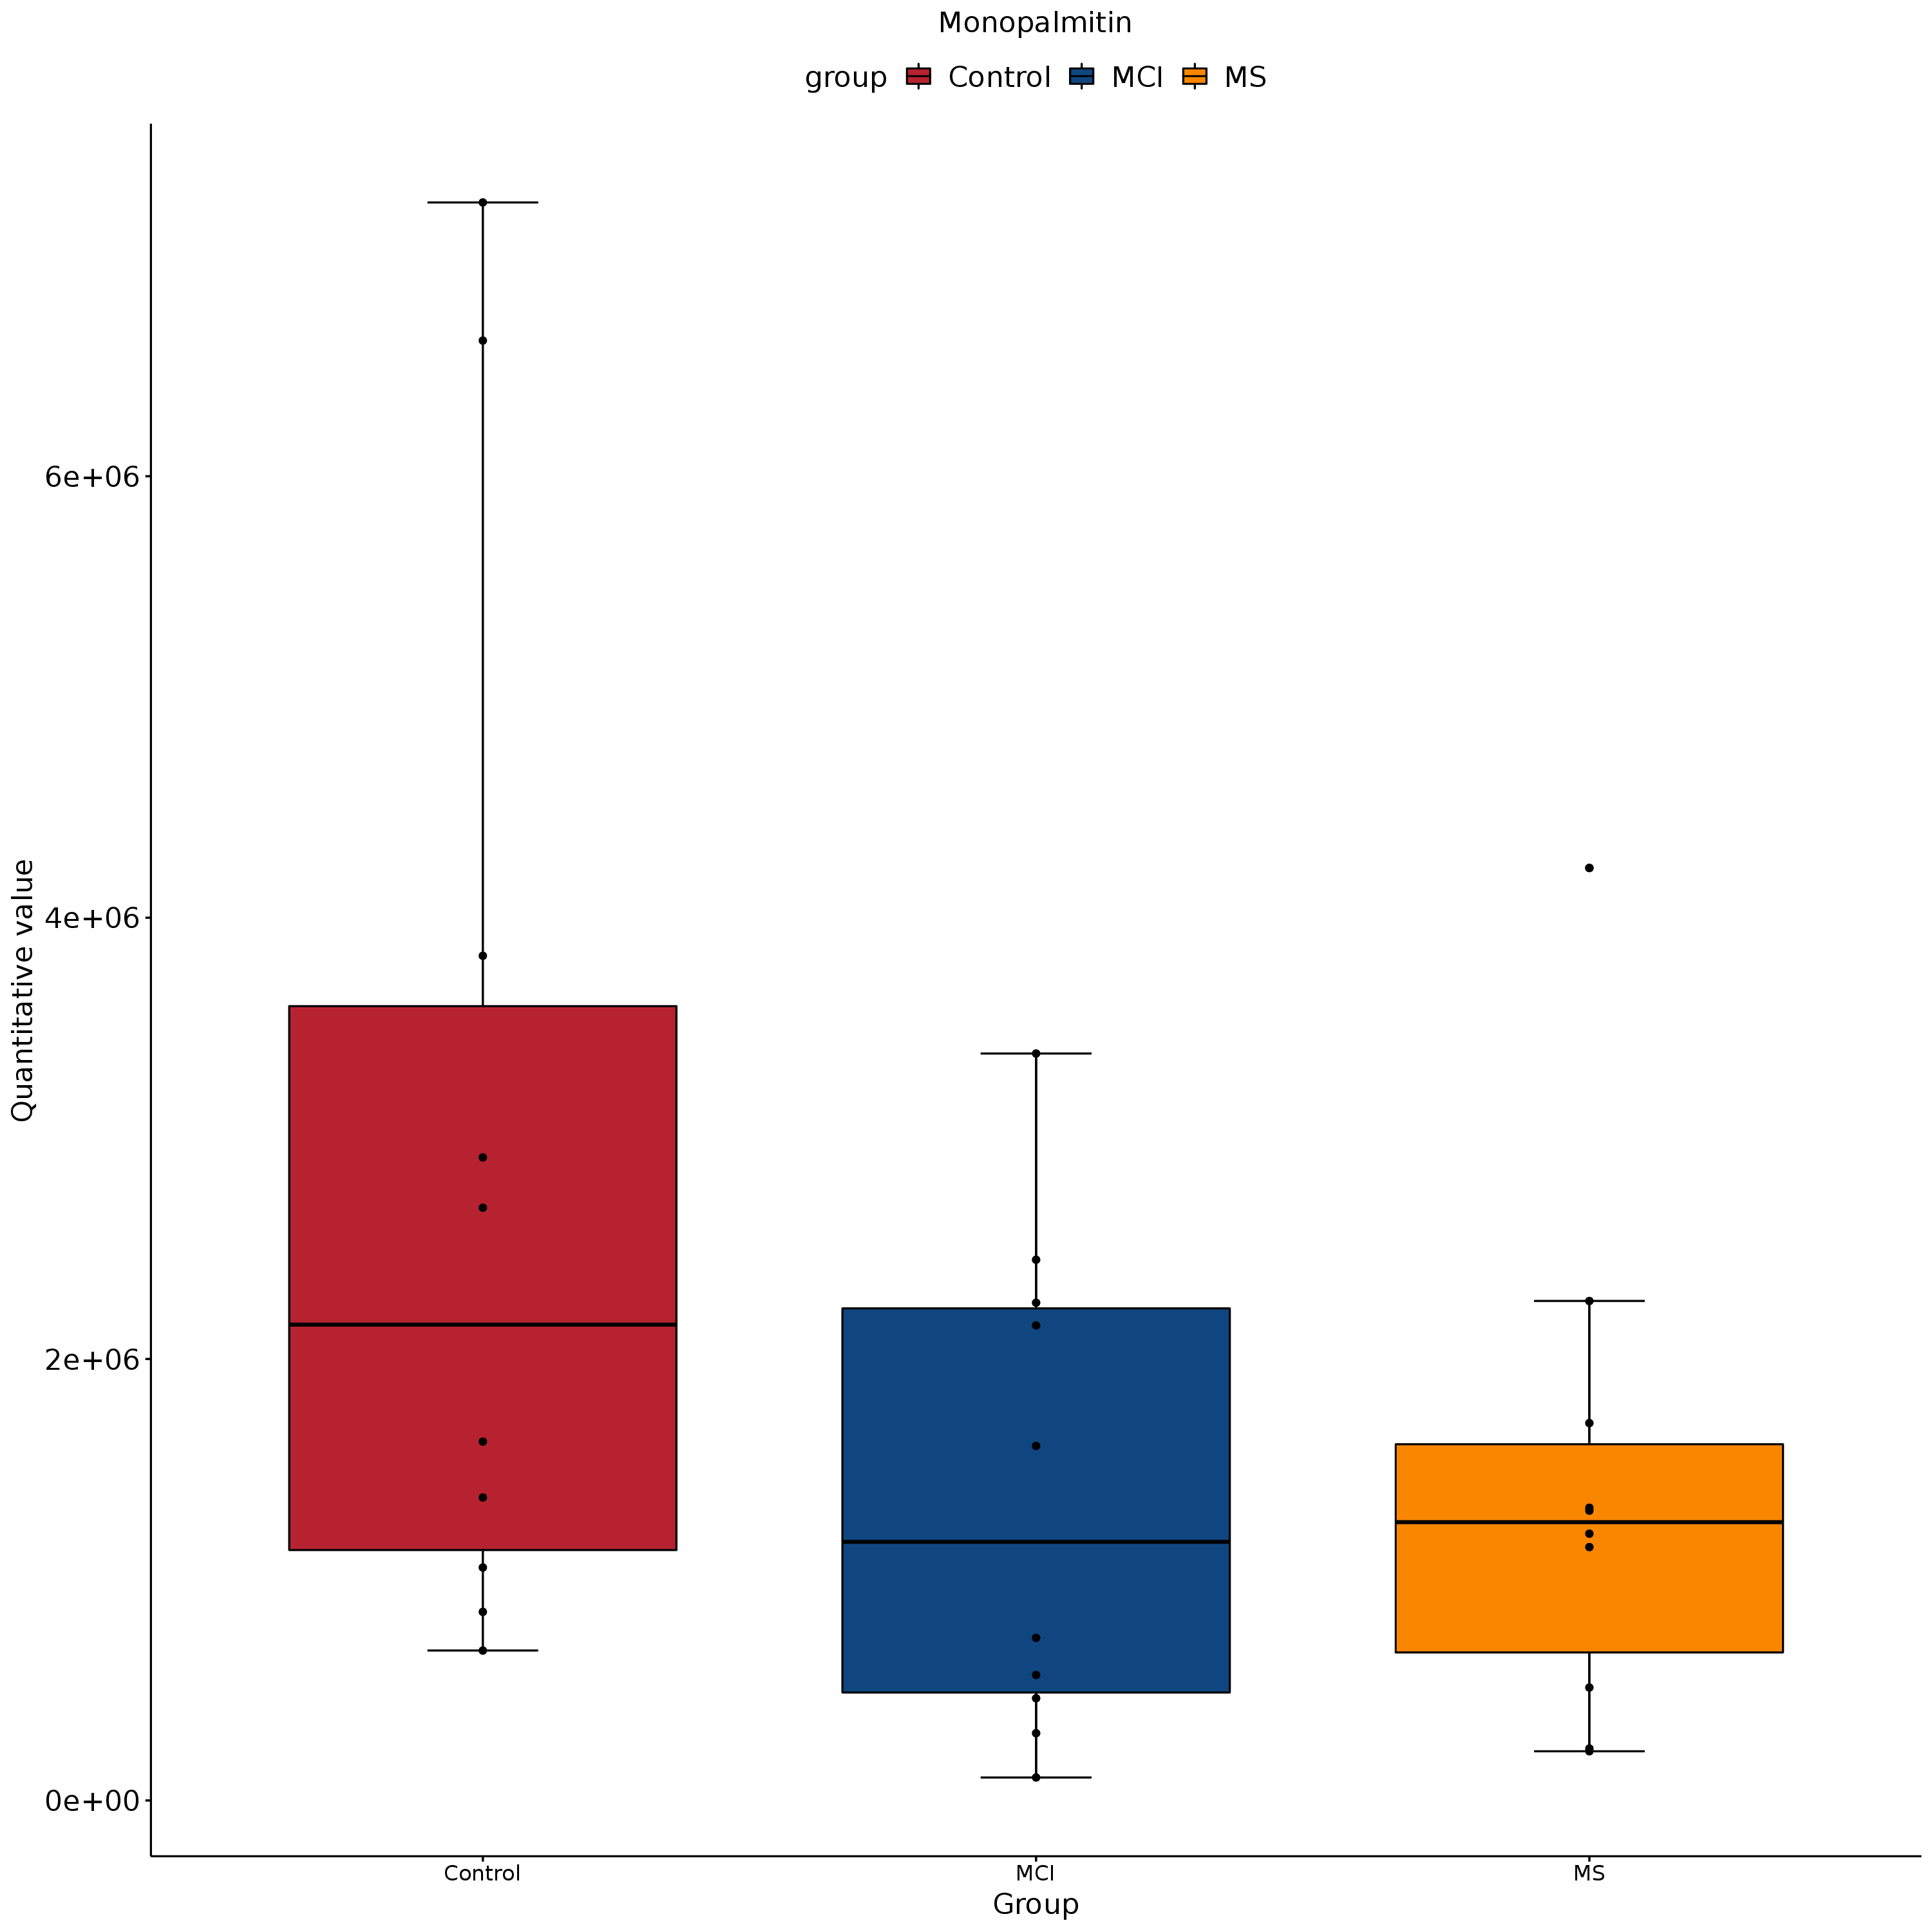 Monopalmitin
group Control MCI MS
Quantitative value
6e+06
4e+06
2e+06
0e+00
Control MCI MS
Group